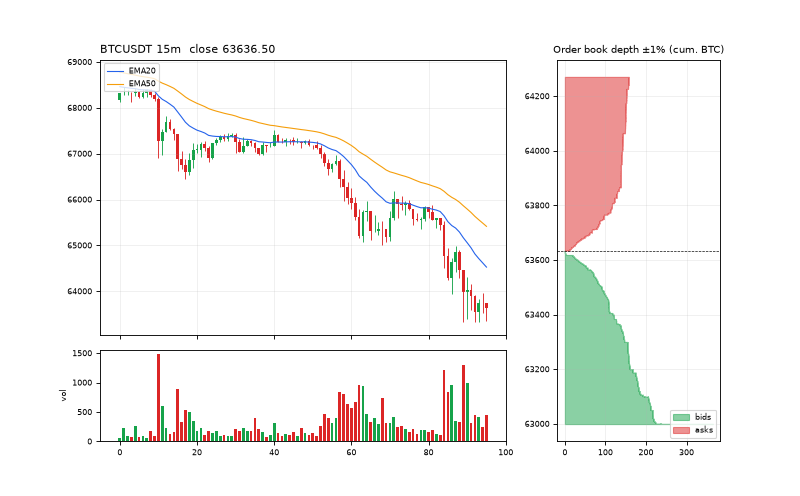 BTCUSDT 15m  close 63636.50
EMA20
EMA50
69000
68000
67000
66000
65000
64000
1500
1000
500
0
vol
0 20 40 60 80 100
Order book depth ±1% (cum. BTC)
64200
64000
63800
63600
63400
63200
63000
bids
asks
0 100 200 300